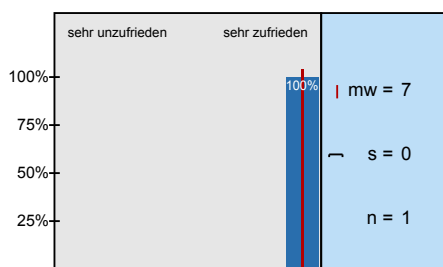 sehr unzufrieden sehr zufrieden
100%
100%
mw = 7
75%
50%
s = 0
25%
n = 1